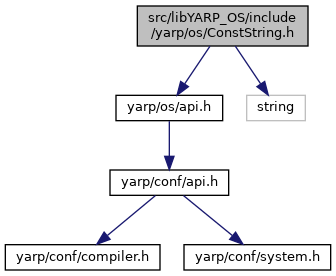 src/libYARP_OS/include
/yarp/os/ConstString.h
yarp/os/api.h
string
yarp/conf/api.h
yarp/conf/compiler.h
yarp/conf/system.h